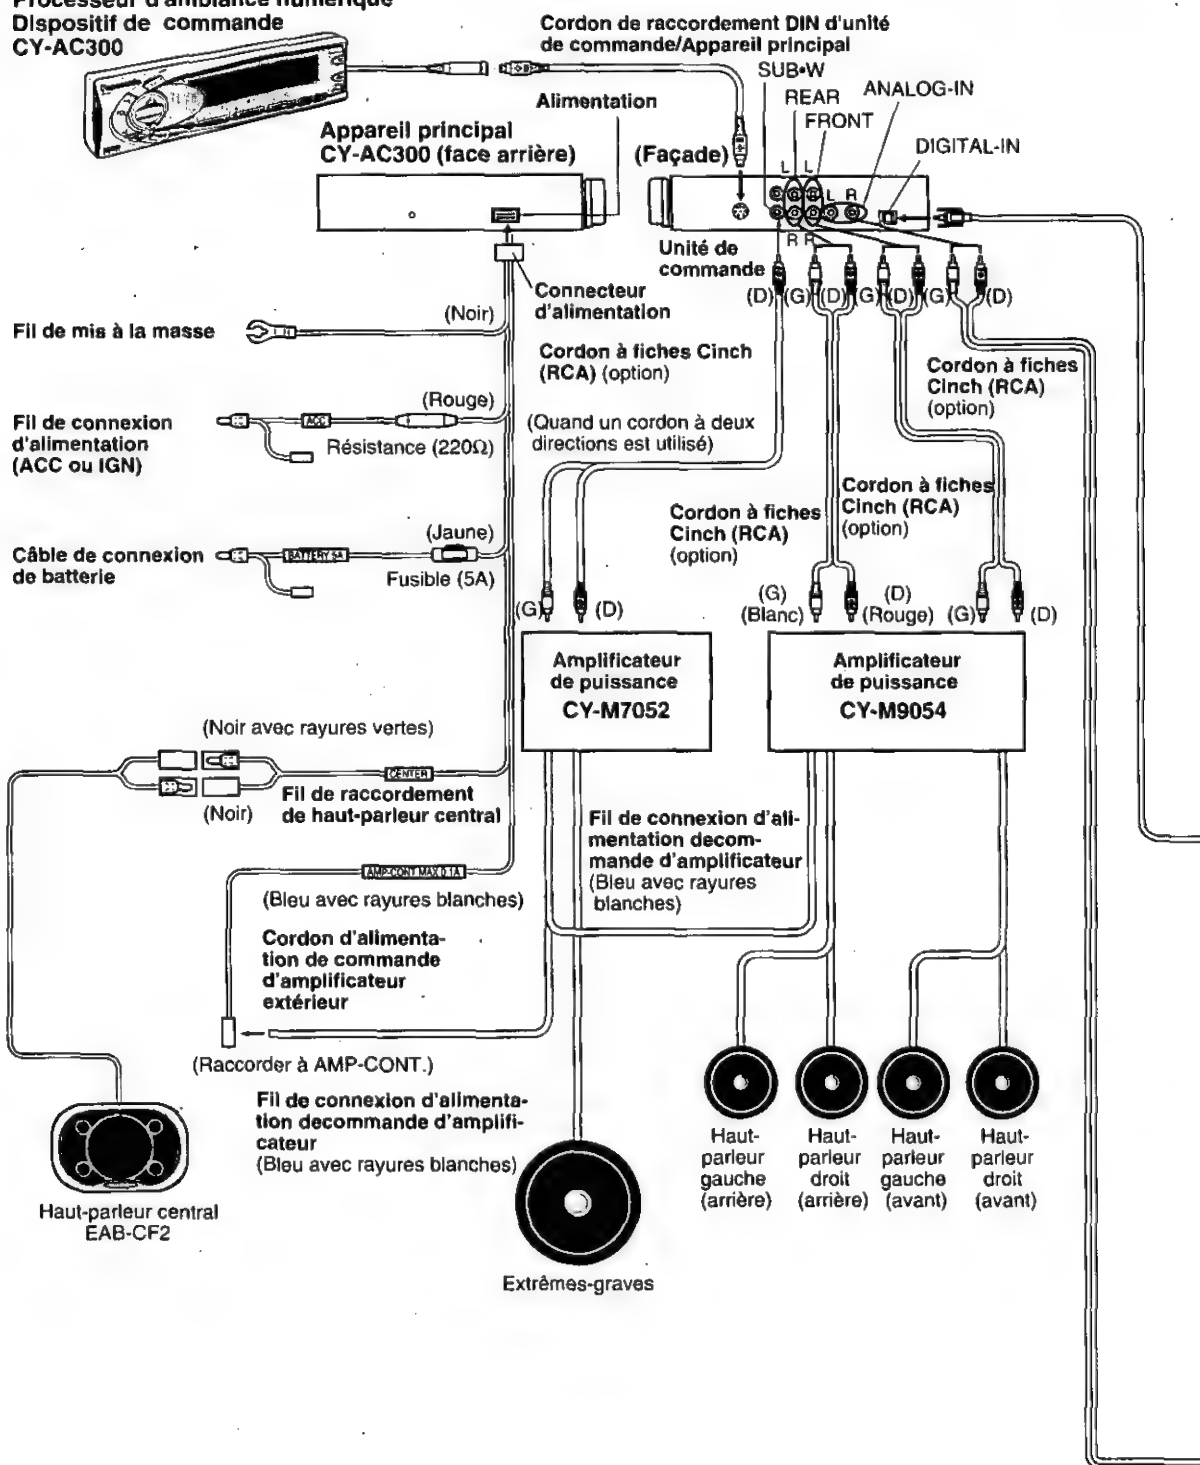 Processeur d'ambiance numérique
Dispositif de commande
CY-AC300
Cordon de raccordement DIN d'unité
de commande/Appareil principal
SUB•W
REAR
FRONT
ANALOG-IN
DIGITAL-IN
Alimentation
Appareil principal
CY-AC300 (face arrière)
(Façade)
L L
L R
R R
Unité de
commande
(D) (G) (D) (G) (D) (G) (D)
Connecteur
d'alimentation
(Noir)
Fil de mis à la masse
Cordon à fiches Cinch
(RCA) (option)
Cordon à fiches
Cinch (RCA)
(option)
(Rouge)
Fil de connexion
d'alimentation
(ACC ou IGN)
ACC
Résistance (220Ω)
(Quand un cordon à deux
directions est utilisé)
Cordon à fiches
Cinch (RCA)
(option)
Cordon à fiches
Cinch (RCA)
(option)
(Jaune)
Câble de connexion
de batterie
BATTERY 5A
Fusible (5A)
(G) (D)
(G)
(Blanc)
(D)
(Rouge)
(G) (D)
Amplificateur
de puissance
CY-M7052
Amplificateur
de puissance
CY-M9054
(Noir avec rayures vertes)
CENTER
(Noir)
Fil de raccordement
de haut-parleur central
Fil de connexion d'ali-
mentation decom-
mande d'amplificateur
(Bleu avec rayures
blanches)
AMP-CONT MAX 0.1A
(Bleu avec rayures blanches)
Cordon d'alimenta-
tion de commande
d'amplificateur
extérieur
(Raccorder à AMP-CONT.)
Fil de connexion d'alimenta-
tion decommande d'amplifi-
cateur
(Bleu avec rayures blanches)
Haut-parleur central
EAB-CF2
Extrêmes-graves
Haut-
parleur
gauche
(arrière)
Haut-
parleur
droit
(arrière)
Haut-
parleur
gauche
(avant)
Haut-
parleur
droit
(avant)